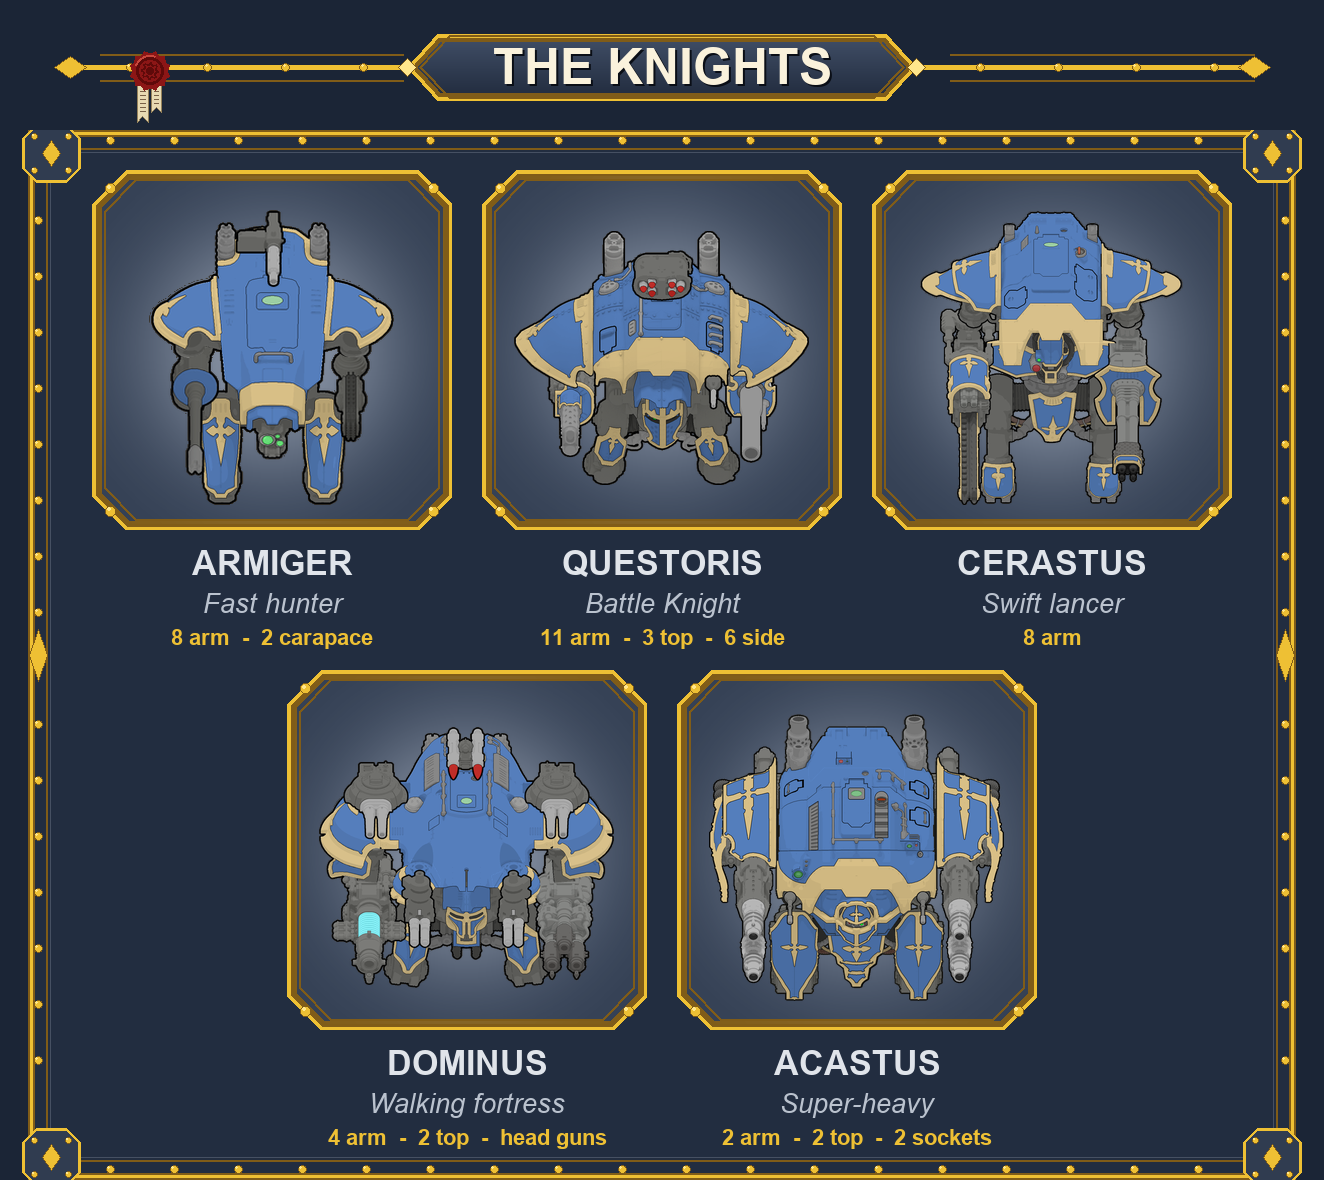 THE KNIGHTS
ARMIGER
Fast hunter
8 arm - 2 carapace
QUESTORIS
Battle Knight
11 arm - 3 top - 6 side
CERASTUS
Swift lancer
8 arm
DOMINUS
Walking fortress
4 arm - 2 top - head guns
ACASTUS
Super-heavy
2 arm - 2 top - 2 sockets